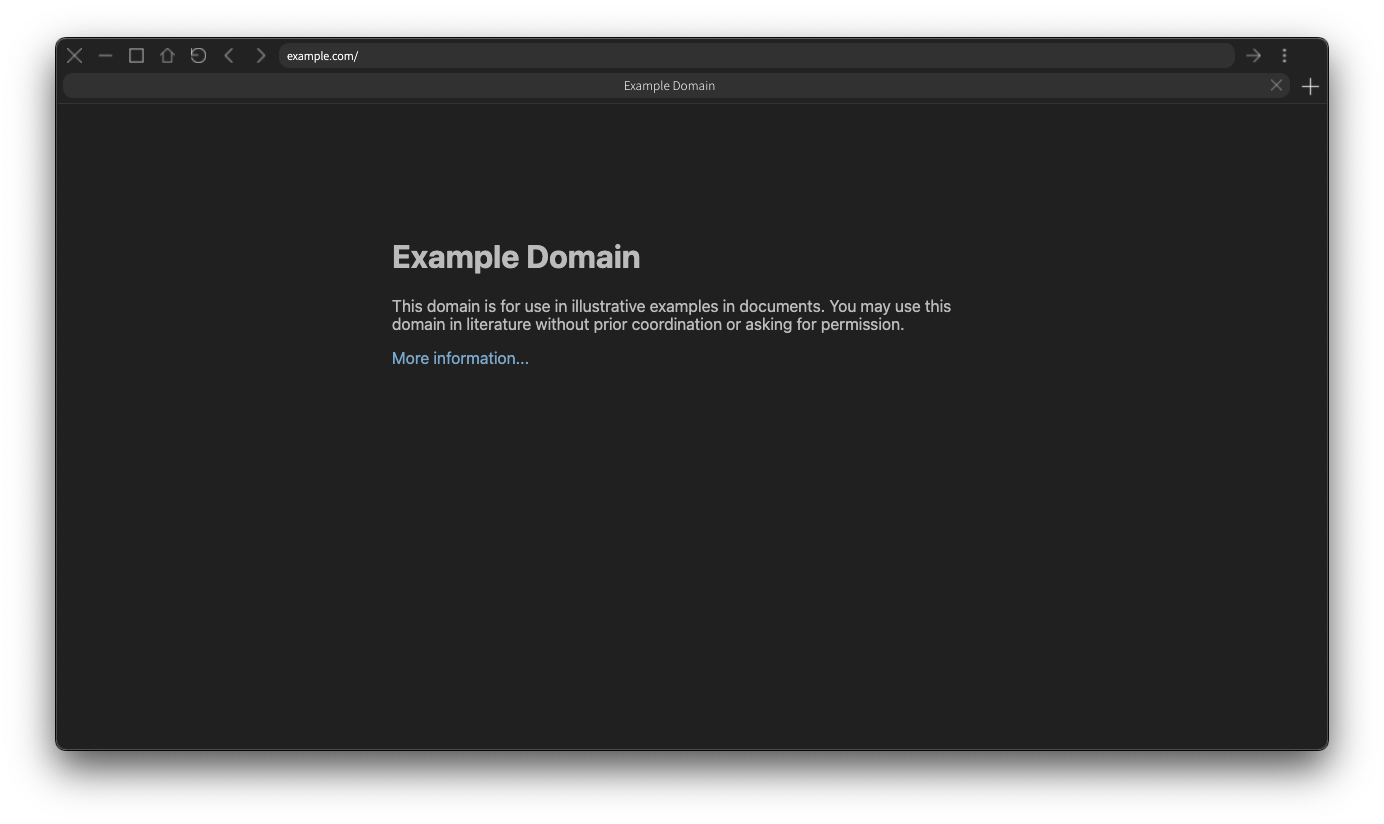 example.com/
Example Domain
Example Domain
This domain is for use in illustrative examples in documents. You may use this
domain in literature without prior coordination or asking for permission.
More information...